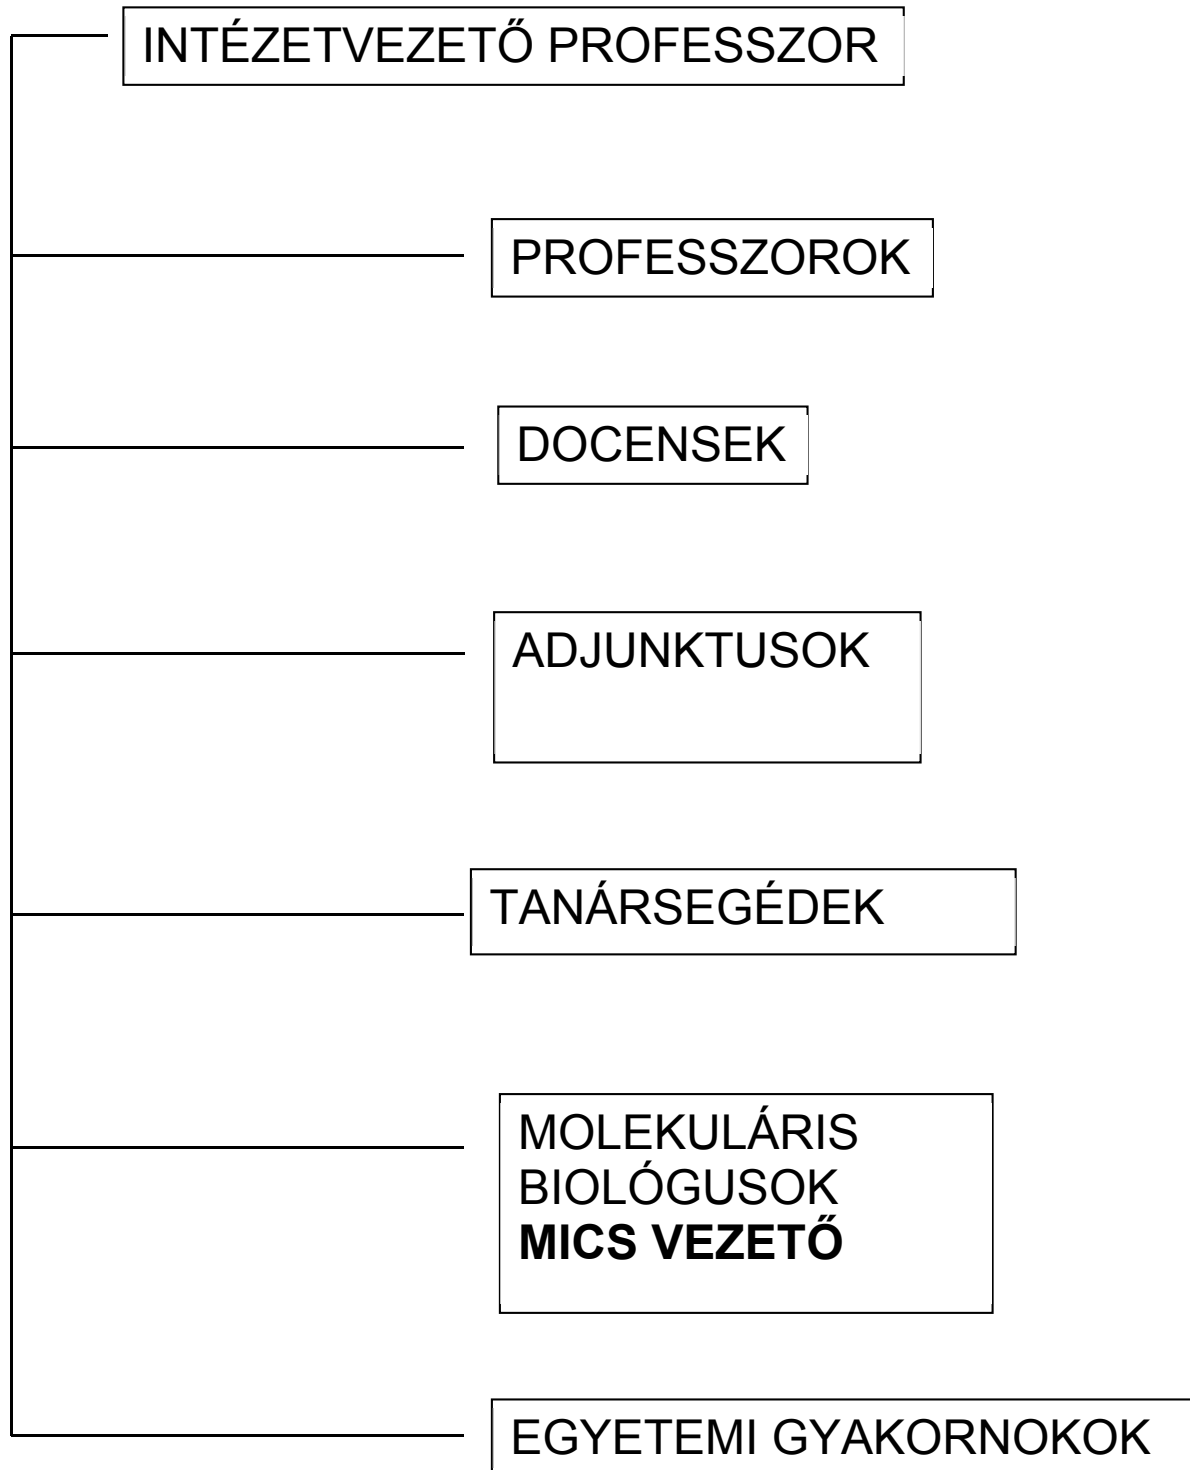 INTÉZETVEZETŐ PROFESSZOR
PROFESSZOROK
DOCENSEK
ADJUNKTUSOK
TANÁRSEGÉDEK
MOLEKULÁRIS
BIOLÓGUSOK
MICS VEZETŐ
EGYETEMI GYAKORNOKOK